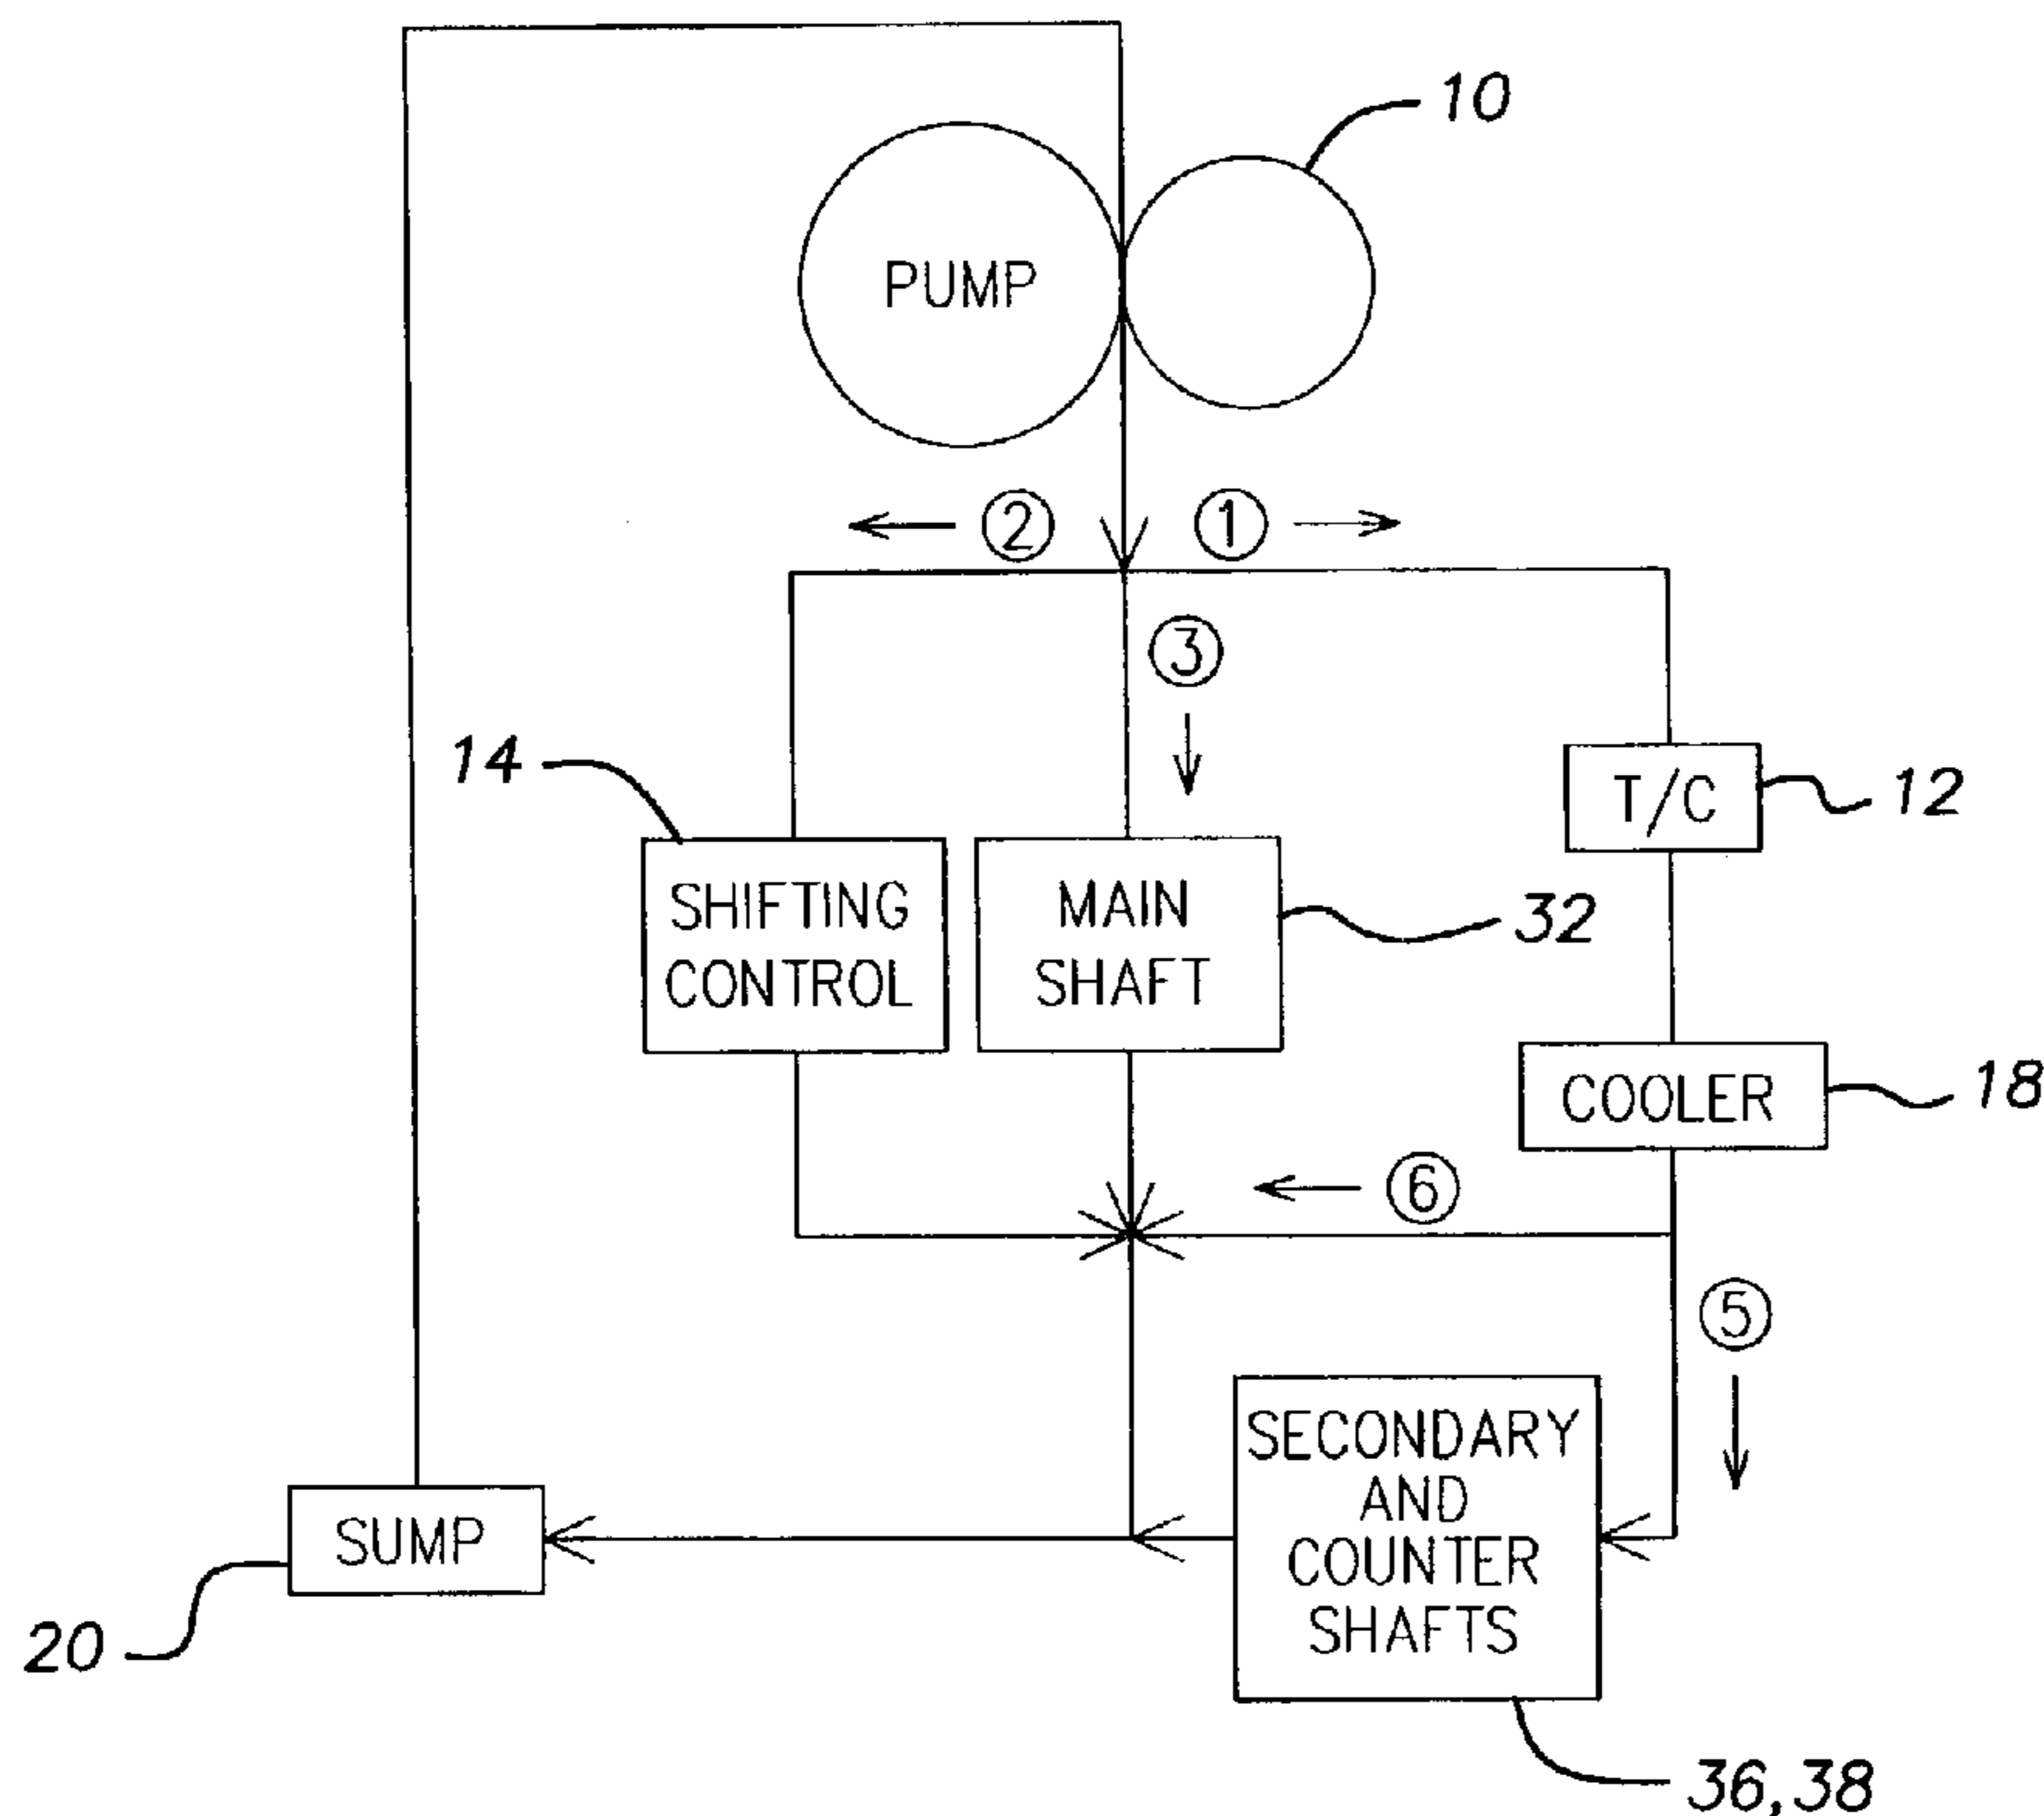 10
PUMP
2
1
3
14
T/C
12
SHIFTING
CONTROL
MAIN
SHAFT
32
COOLER
18
6
5
SECONDARY
AND
COUNTER
SHAFTS
SUMP
20
36,38